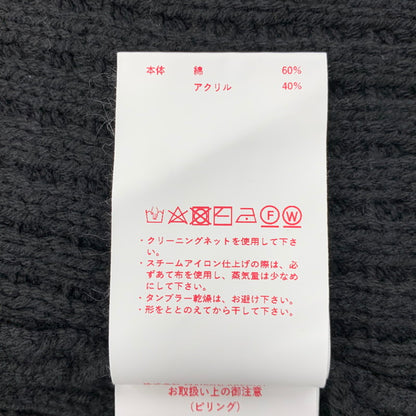 本体 綿 60%
アクリル 40%
F W
・クリーニングネットを使用して下さ
い。
・スチームアイロン仕上げの際は、必
ずあて布を使用し、蒸気量は少なめ
にして下さい。
・タンブラー乾燥は、お避け下さい。
・形をととのえてから干して下さい。
お取扱い上の御注意
(ピリング)